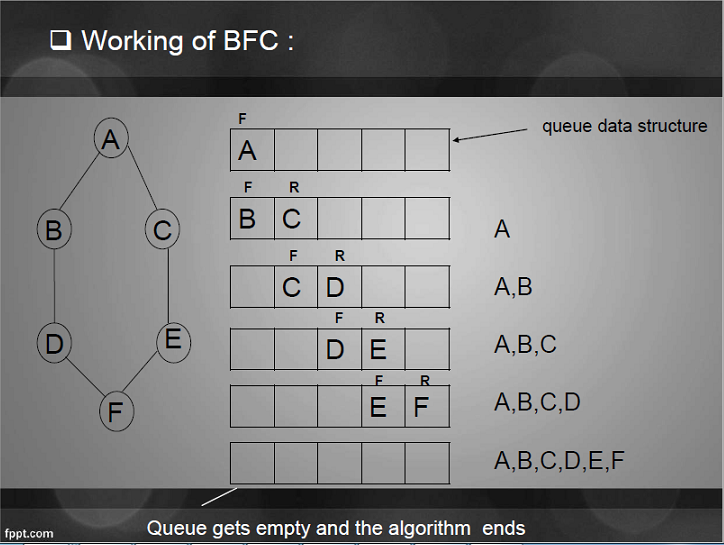 ❑ Working of BFC :
F
queue data structure
A
A
F R
B C
B C
A
F R
C D
A,B
F R
D E
D E
A,B,C
F R
E F
A,B,C,D
F
A,B,C,D,E,F
Queue gets empty and the algorithm ends
fppt.com